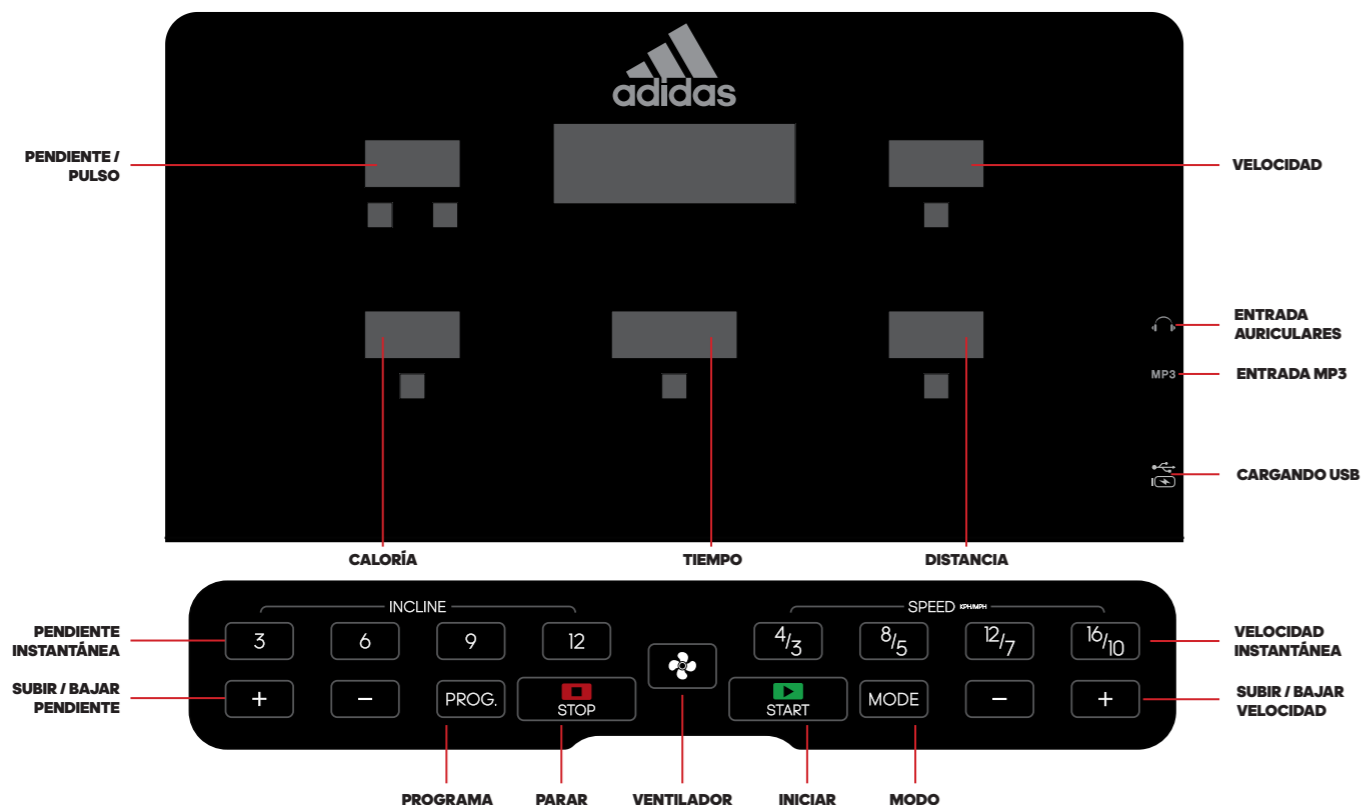 adidas
PENDIENTE /
PULSO
VELOCIDAD
ENTRADA
AURICULARES
MP3
ENTRADA MP3
CARGANDO USB
CALORÍA
TIEMPO
DISTANCIA
INCLINE
SPEED KPH/MPH
PENDIENTE
INSTANTÁNEA
3
6
9
12
4/3
8/5
12/7
16/10
VELOCIDAD
INSTANTÁNEA
SUBIR / BAJAR
PENDIENTE
+
−
PROG.
STOP
START
MODE
−
+
SUBIR / BAJAR
VELOCIDAD
PROGRAMA
PARAR
VENTILADOR
INICIAR
MODO